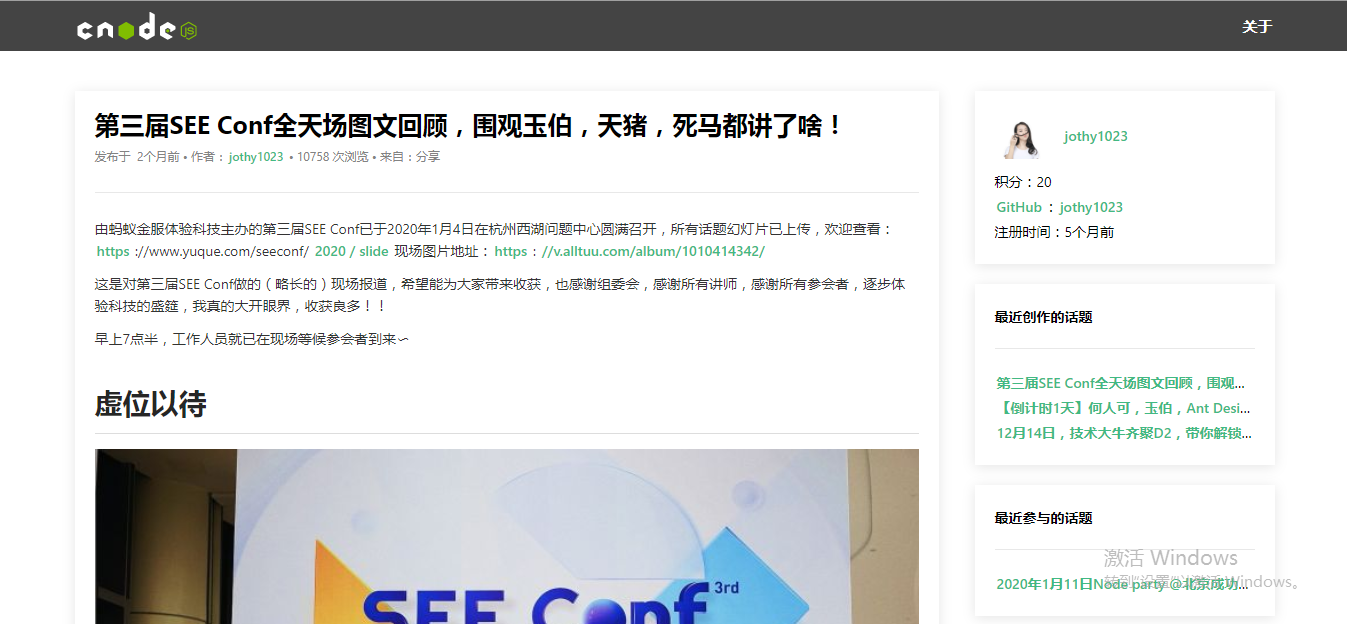 cnode JS
关于
第三届SEE Conf全天场图文回顾，围观玉伯，天猪，死马都讲了啥！
发布于 2个月前 • 作者： jothy1023 • 10758 次浏览 • 来自：分享
由蚂蚁金服体验科技主办的第三届SEE Conf已于2020年1月4日在杭州西湖问题中心圆满召开，所有话题幻灯片已上传，欢迎查看：
https ://www.yuque.com/seeconf/ 2020 / slide 现场图片地址： https : //v.alltuu.com/album/1010414342/
这是对第三届SEE Conf做的（略长的）现场报道，希望能为大家带来收获，也感谢组委会，感谢所有讲师，感谢所有参会者，逐步体
验科技的盛筵，我真的大开眼界，收获良多！！
早上7点半，工作人员就已在现场等候参会者到来∽
虚位以待
SEE Conf 3rd
jothy1023
积分：20
GitHub ： jothy1023
注册时间：5个月前
最近创作的话题
第三届SEE Conf全天场图文回顾，围观...
【倒计时1天】何人可，玉伯，Ant Desi...
12月14日，技术大牛齐聚D2，带你解锁...
最近参与的话题
激活 Windows
转到"设置"以激活 Windows。
2020年1月11日Node party @北京成功...